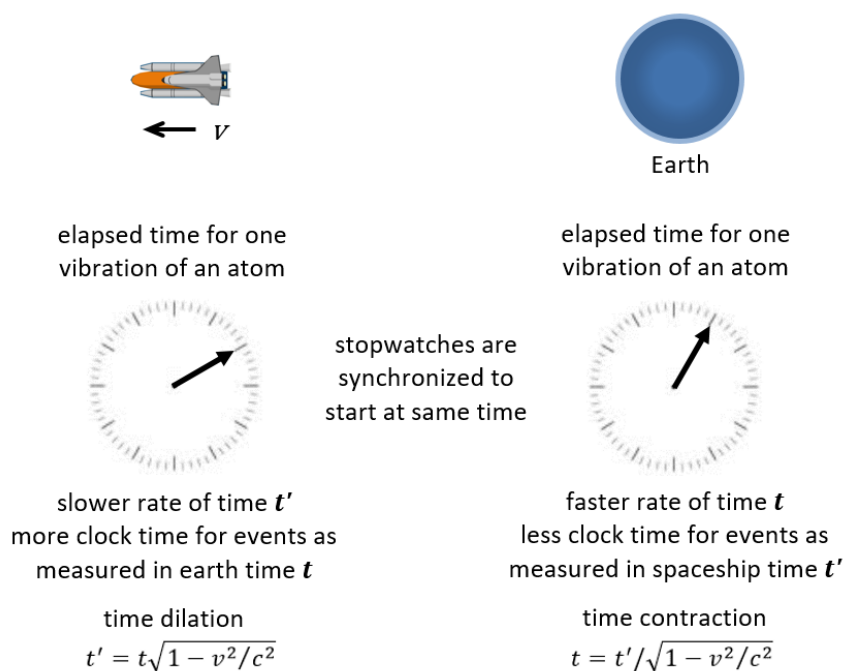 V
Earth
elapsed time for one
vibration of an atom
elapsed time for one
vibration of an atom
stopwatches are
synchronized to
start at same time
slower rate of time t'
more clock time for events as
measured in earth time t
time dilation
t' = t√(1 − v²/c²)
faster rate of time t
less clock time for events as
measured in spaceship time t'
time contraction
t = t'/√(1 − v²/c²)